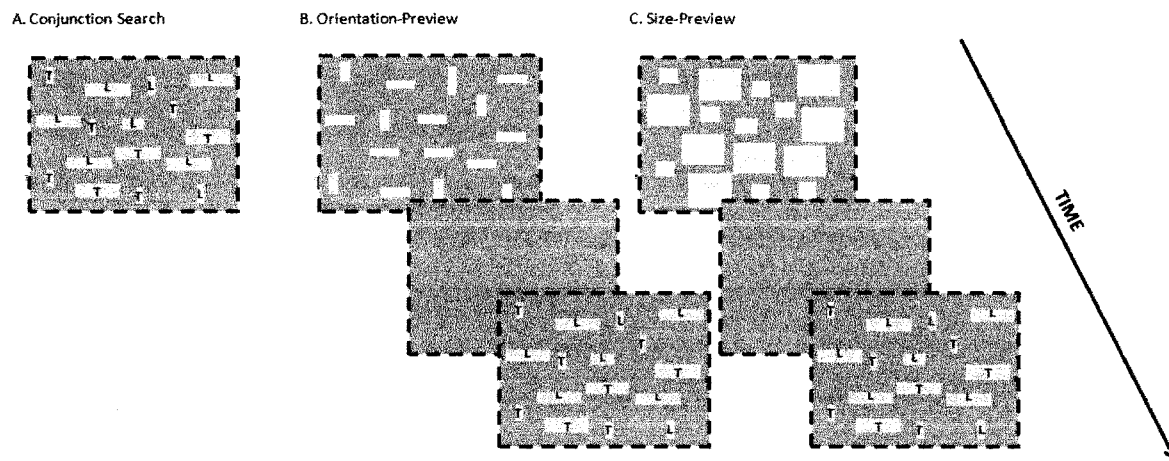 A. Conjunction Search
B. Orientation-Preview
C. Size-Preview
T L L L
T
L T L T
L T L
T T T L
T L L L
T
L T L T
L T L
T T T L
T L L L
T
L T L T
L T L
T T T L
TIME